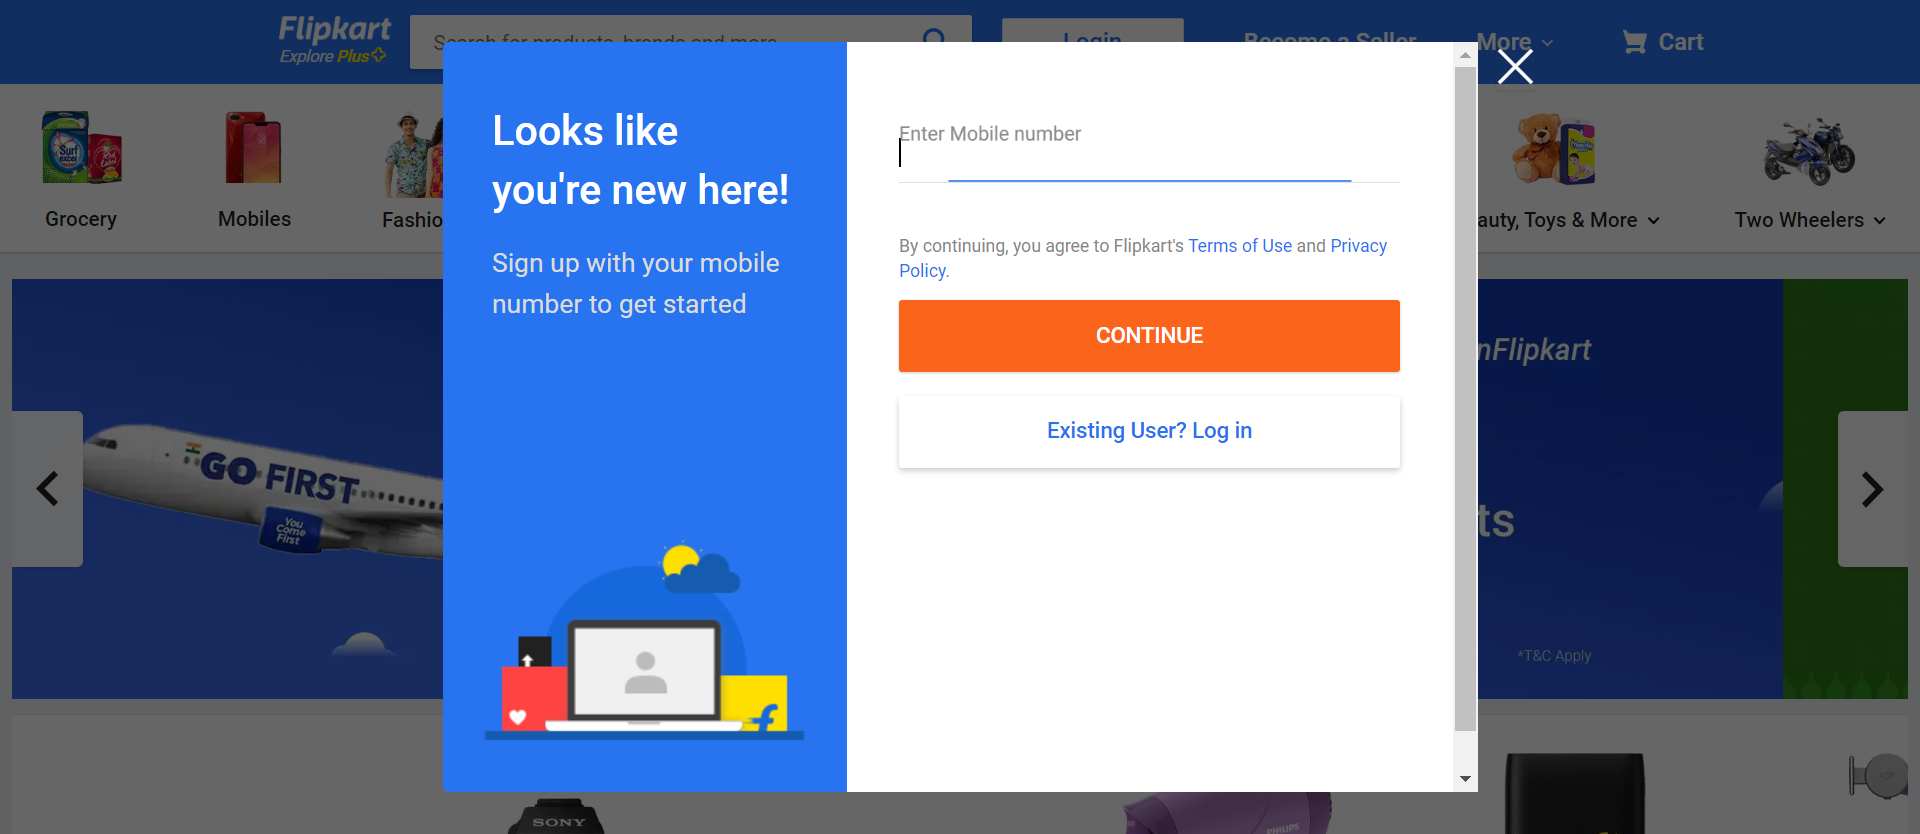 Flipkart
Explore Plus
Search for products, brands and more
Login
Become a Seller
More
Cart
Surf excel
Grocery
Mobiles
Fashio
auty, Toys & More
Two Wheelers
Looks like
you're new here!
Sign up with your mobile
number to get started
Enter Mobile number
By continuing, you agree to Flipkart's Terms of Use and Privacy
Policy.
CONTINUE
Existing User? Log in
GO FIRST
You
Come
First
nFlipkart
ts
*T&C Apply
SONY
PHILIPS